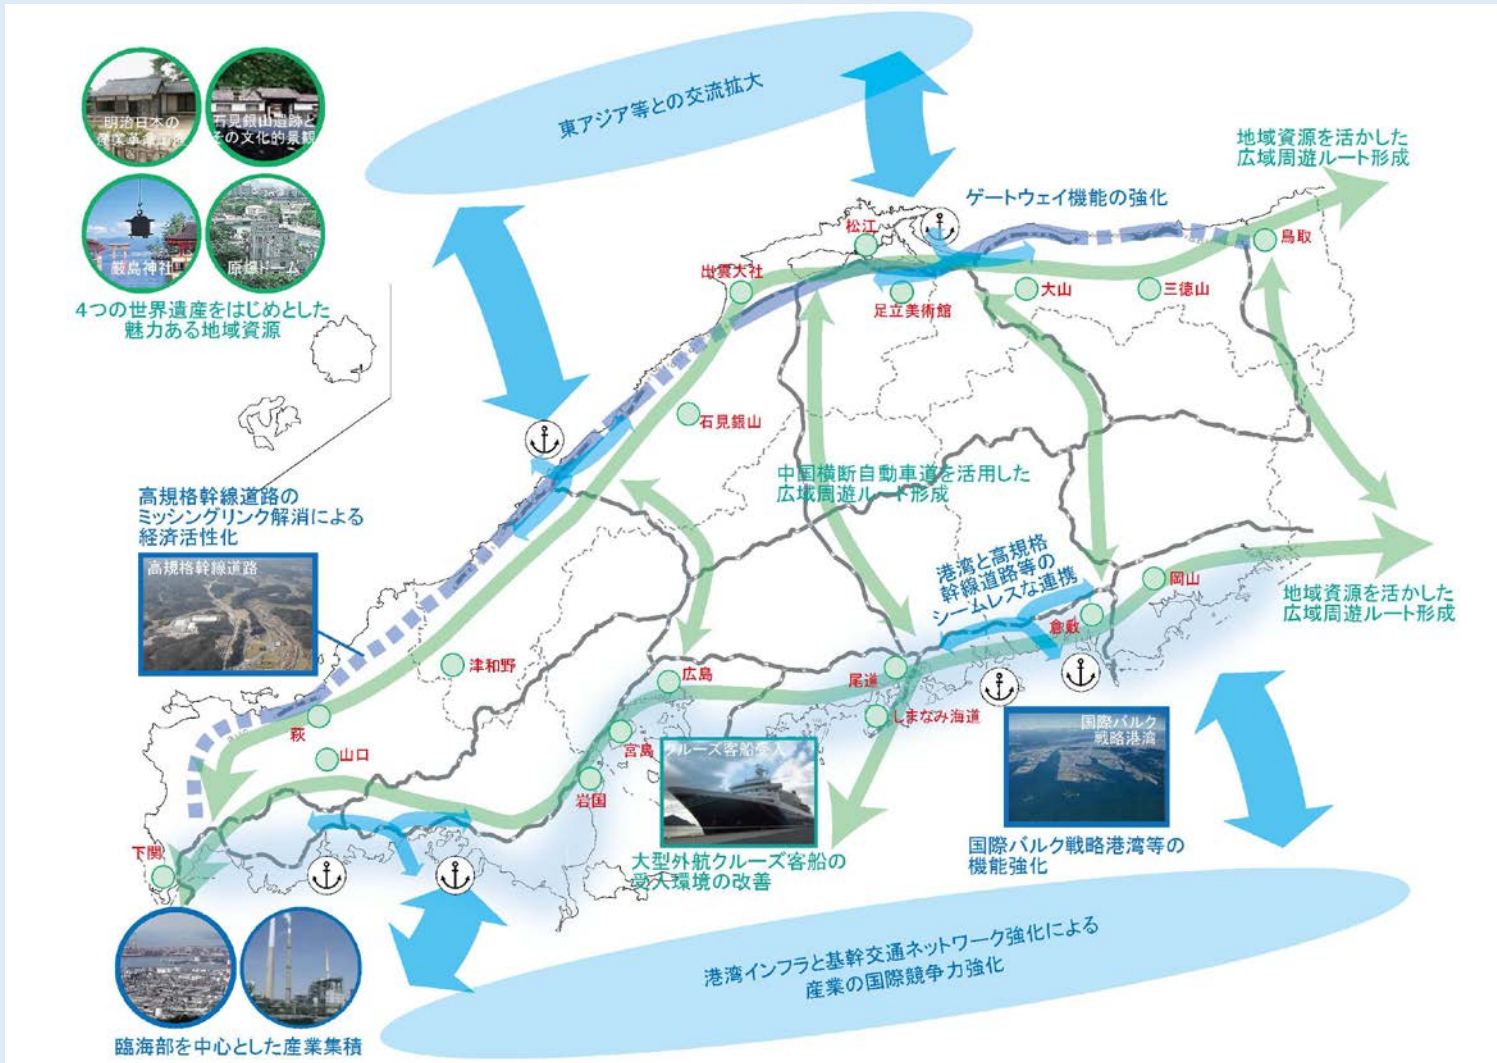 明治日本の
産業革命遺産
石見銀山遺跡と
その文化的景観
厳島神社
原爆ドーム
4つの世界遺産をはじめとした
魅力ある地域資源
東アジア等との交流拡大
地域資源を活かした
広域周遊ルート形成
ゲートウェイ機能の強化
松江
鳥取
出雲大社
足立美術館
大山
三徳山
石見銀山
中国横断自動車道を活用した
広域周遊ルート形成
高規格幹線道路の
ミッシングリンク解消による
経済活性化
高規格幹線道路
港湾と高規格
幹線道路等の
シームレスな連携
岡山
地域資源を活かした
広域周遊ルート形成
倉敷
津和野
広島
尾道
しまなみ海道
萩
山口
宮島
岩国
クルーズ客船受入
国際バルク
戦略港湾
下関
大型外航クルーズ客船の
受入環境の改善
国際バルク戦略港湾等の
機能強化
港湾インフラと基幹交通ネットワーク強化による
産業の国際競争力強化
臨海部を中心とした産業集積